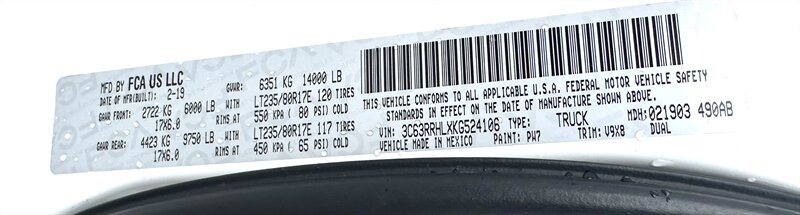 MFD BY FCA US LLC
DATE OF MFR(BUILT): 2-19 GVWR: 6351 KG 14000 LB
GAWR FRONT: 2722 KG 6000 LB WITH LT235/80R17E 120 TIRES
17X6.0 RIMS AT 550 KPA ( 80 PSI) COLD
GAWR REAR: 4423 KG 9750 LB WITH LT235/80R17E 117 TIRES
17X6.0 RIMS AT 450 KPA ( 65 PSI) COLD
THIS VEHICLE CONFORMS TO ALL APPLICABLE U.S.A. FEDERAL MOTOR VEHICLE SAFETY
STANDARDS IN EFFECT ON THE DATE OF MANUFACTURE SHOWN ABOVE.
VIN: 3C63RRHLXKG524106 TYPE: TRUCK MDH: 021903 490AB
VEHICLE MADE IN MEXICO PAINT: PW7 TRIM: V9X8 DUAL